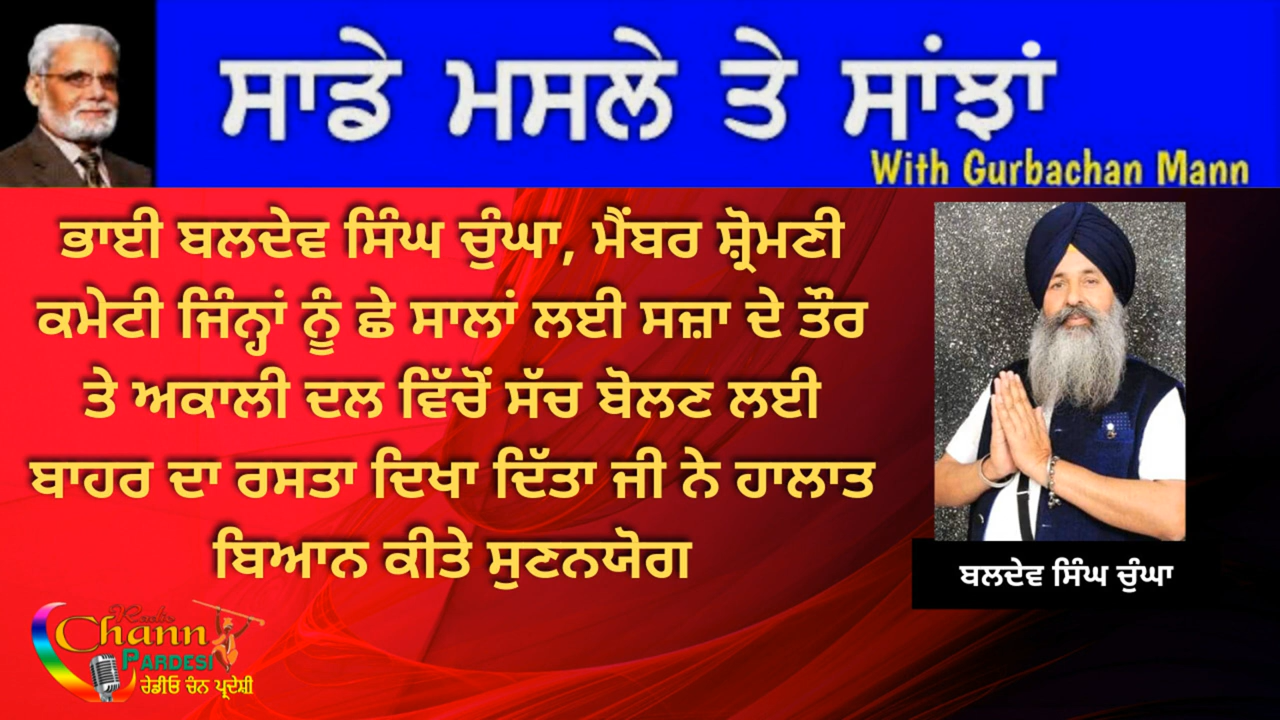 ਸਾਡੇ ਮਸਲੇ ਤੇ ਸਾਂਝਾਂ
With Gurbachan Mann
ਭਾਈ ਬਲਦੇਵ ਸਿੰਘ ਚੁੰਘਾ, ਮੈਂਬਰ ਸ਼੍ਰੋਮਣੀ
ਕਮੇਟੀ ਜਿੰਨ੍ਹਾਂ ਨੂੰ ਛੇ ਸਾਲਾਂ ਲਈ ਸਜ਼ਾ ਦੇ ਤੌਰ
ਤੇ ਅਕਾਲੀ ਦਲ ਵਿੱਚੋਂ ਸੱਚ ਬੋਲਣ ਲਈ
ਬਾਹਰ ਦਾ ਰਸਤਾ ਦਿਖਾ ਦਿੱਤਾ ਜੀ ਨੇ ਹਾਲਾਤ
ਬਿਆਨ ਕੀਤੇ ਸੁਣਨਯੋਗ
ਬਲਦੇਵ ਸਿੰਘ ਚੁੰਘਾ
Radio
Chann
PARDESI
ਰੇਡੀਓ ਚੰਨ ਪ੍ਰਦੇਸੀ